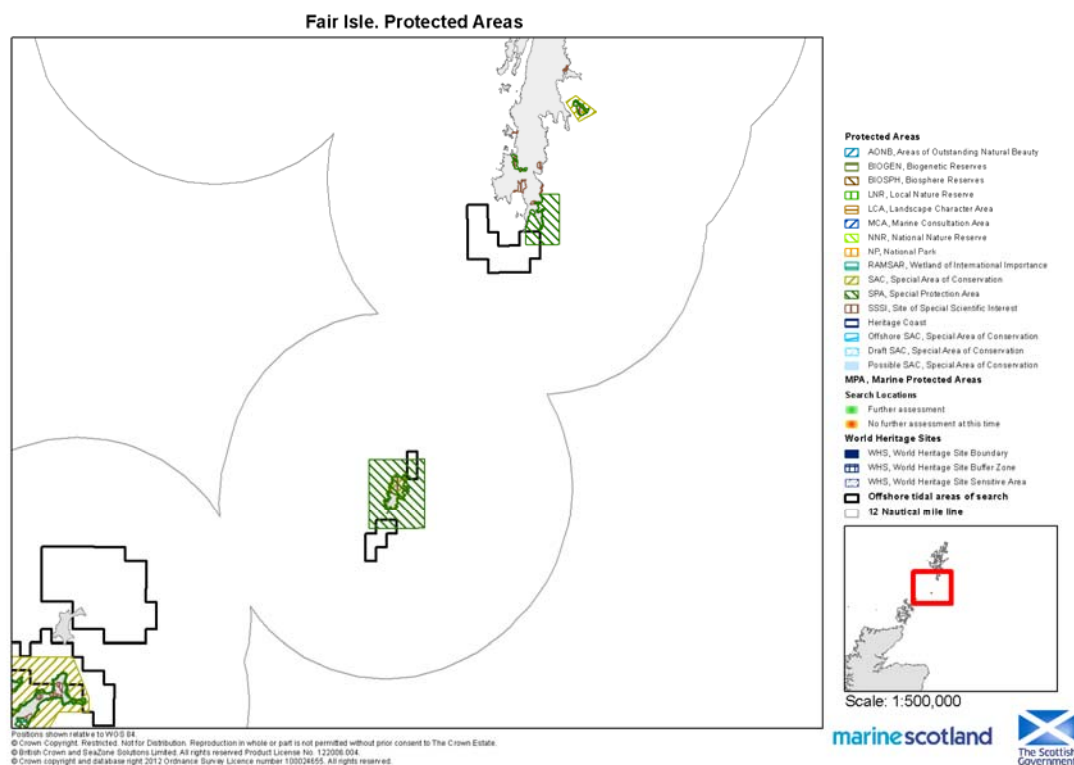 Fair Isle. Protected Areas
Protected Areas
AONB, Areas of Outstanding Natural Beauty
BIOGEN, Biogenetic Reserves
BIOSPH, Biosphere Reserves
LNR, Local Nature Reserve
LCA, Landscape Character Area
MCA, Marine Consultation Area
NNR, National Nature Reserve
NP, National Park
RAMSAR, Wetland of International Importance
SAC, Special Area of Conservation
SPA, Special Protection Area
SSSI, Site of Special Scientific Interest
Heritage Coast
Offshore SAC, Special Area of Conservation
Draft SAC, Special Area of Conservation
Possible SAC, Special Area of Conservation
MPA, Marine Protected Areas
Search Locations
Further assessment
No further assessment at this time
World Heritage Sites
WHS, World Heritage Site Boundary
WHS, World Heritage Site Buffer Zone
WHS, World Heritage Site Sensitive Area
Offshore tidal areas of search
12 Nautical mile line
Scale: 1:500,000
marinescotland
The Scottish
Government
Positions shown relative to WGS 84.
© Crown Copyright. Restricted. Not for Distribution. Reproduction in whole or part is not permitted without prior consent to The Crown Estate.
© British Crown and SeaZone Solutions Limited. All rights reserved Product License No. 122006.004.
© Crown copyright and database right 2012 Ordnance Survey Licence number 100024655. All rights reserved.